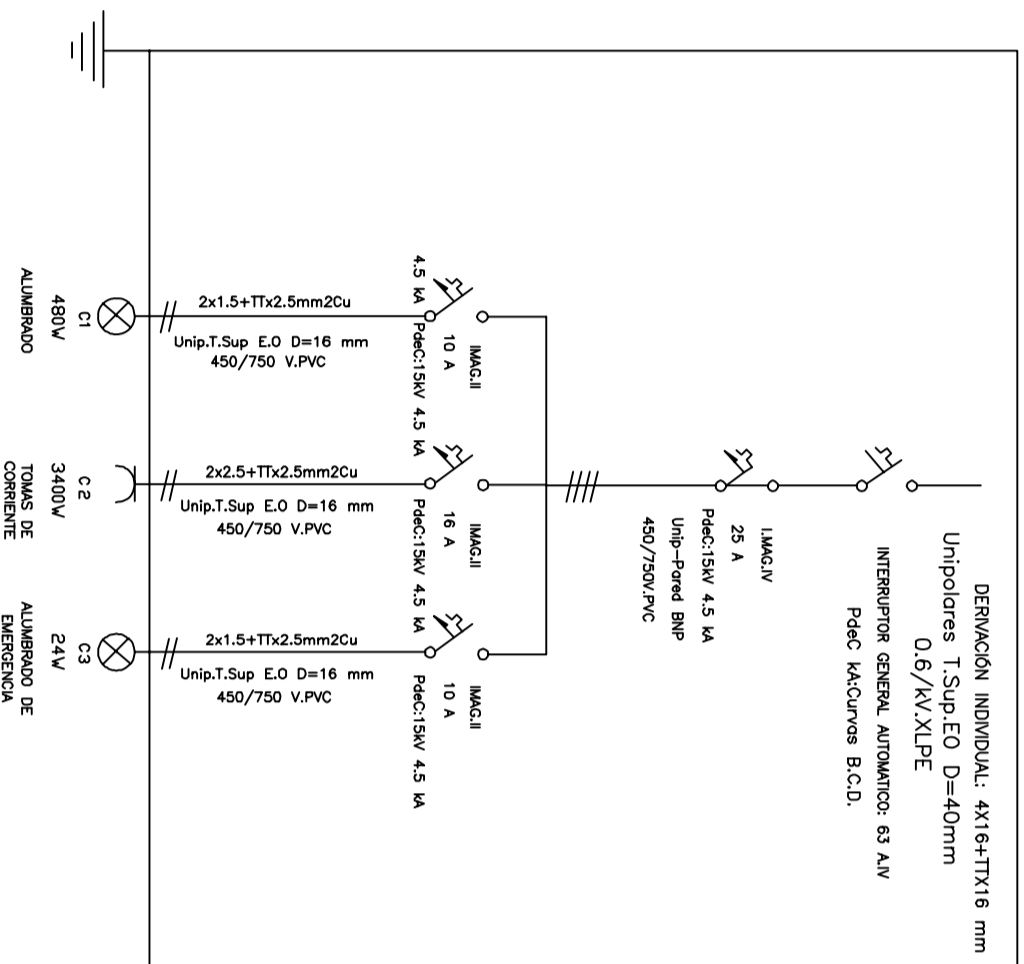 DERIVACIÓN INDIVIDUAL: 4X16+TTX16 mm
Unipolares T.Sup.EO D=40mm
0.6/kV.XLPE
INTERRUPTOR GENERAL AUTOMATICO: 63 A.IV
PdeC kA:Curvas B.C.D.
I.MAG.IV
25 A
PdeC:15kV 4.5 kA
Unip-Pared BNP
450/750V.PVC
IMAG.II
10 A
4.5 kA
PdeC:15kV 4.5 kA
2x1.5+TTx2.5mm2Cu
Unip.T.Sup E.O D=16 mm
450/750 V.PVC
C1
480W
ALUMBRADO
IMAG.II
16 A
PdeC:15kV 4.5 kA
2x2.5+TTx2.5mm2Cu
Unip.T.Sup E.O D=16 mm
450/750 V.PVC
C2
3400W
TOMAS DE
CORRIENTE
IMAG.II
10 A
PdeC:15kV 4.5 kA
2x1.5+TTx2.5mm2Cu
Unip.T.Sup E.O D=16 mm
450/750 V.PVC
C3
24W
ALUMBRADO DE
EMERGENCIA